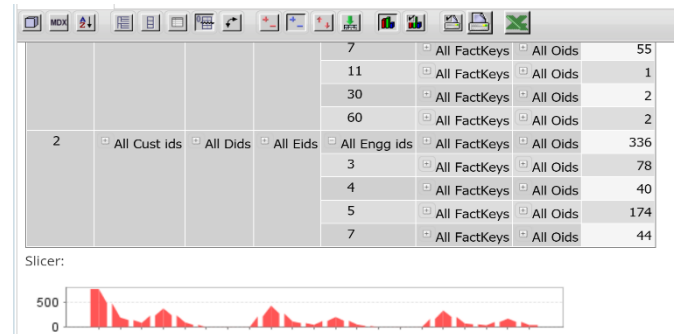 MDX
7 All FactKeys All Oids 55
11 All FactKeys All Oids 1
30 All FactKeys All Oids 2
60 All FactKeys All Oids 2
2 All Cust ids All Dids All Eids All Engg ids All FactKeys All Oids 336
3 All FactKeys All Oids 78
4 All FactKeys All Oids 40
5 All FactKeys All Oids 174
7 All FactKeys All Oids 44
Slicer:
500
0